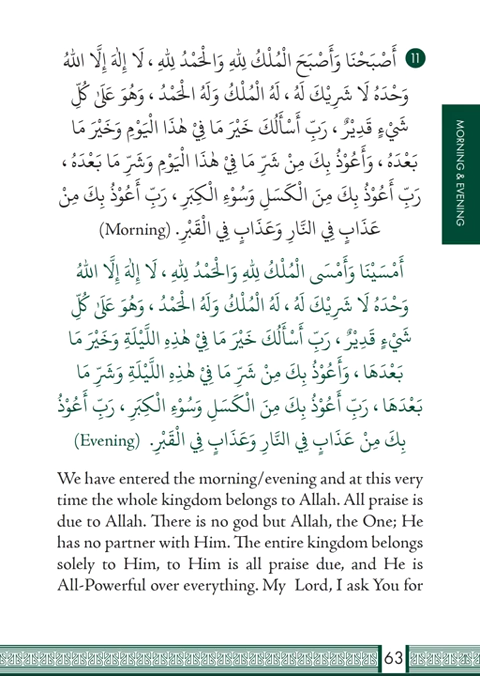 11 أَصْبَحْنَا وَأَصْبَحَ الْمُلْكُ لِلّٰهِ وَالْحَمْدُ لِلّٰهِ ، لَا إِلٰهَ إِلَّا اللهُ
وَحْدَهُ لَا شَرِيْكَ لَهُ ، لَهُ الْمُلْكُ وَلَهُ الْحَمْدُ ، وَهُوَ عَلَىٰ كُلِّ
شَيْءٍ قَدِيْرٌ ، رَبِّ أَسْأَلُكَ خَيْرَ مَا فِيْ هٰذَا الْيَوْمِ وَخَيْرَ مَا
بَعْدَهُ ، وَأَعُوْذُ بِكَ مِنْ شَرِّ مَا فِيْ هٰذَا الْيَوْمِ وَشَرِّ مَا بَعْدَهُ ،
رَبِّ أَعُوْذُ بِكَ مِنَ الْكَسَلِ وَسُوْءِ الْكِبَرِ ، رَبِّ أَعُوْذُ بِكَ مِنْ
عَذَابٍ فِي النَّارِ وَعَذَابٍ فِي الْقَبْرِ. (Morning)
أَمْسَيْنَا وَأَمْسَى الْمُلْكُ لِلّٰهِ وَالْحَمْدُ لِلّٰهِ ، لَا إِلٰهَ إِلَّا اللهُ
وَحْدَهُ لَا شَرِيْكَ لَهُ ، لَهُ الْمُلْكُ وَلَهُ الْحَمْدُ ، وَهُوَ عَلَىٰ كُلِّ
شَيْءٍ قَدِيْرٌ ، رَبِّ أَسْأَلُكَ خَيْرَ مَا فِيْ هٰذِهِ اللَّيْلَةِ وَخَيْرَ مَا
بَعْدَهَا ، وَأَعُوْذُ بِكَ مِنْ شَرِّ مَا فِيْ هٰذِهِ اللَّيْلَةِ وَشَرِّ مَا
بَعْدَهَا ، رَبِّ أَعُوْذُ بِكَ مِنَ الْكَسَلِ وَسُوْءِ الْكِبَرِ ، رَبِّ أَعُوْذُ
بِكَ مِنْ عَذَابٍ فِي النَّارِ وَعَذَابٍ فِي الْقَبْرِ. (Evening)
We have entered the morning/evening and at this very
time the whole kingdom belongs to Allah. All praise is
due to Allah. There is no god but Allah, the One; He
has no partner with Him. The entire kingdom belongs
solely to Him, to Him is all praise due, and He is
All-Powerful over everything. My Lord, I ask You for
MORNING & EVENING
63